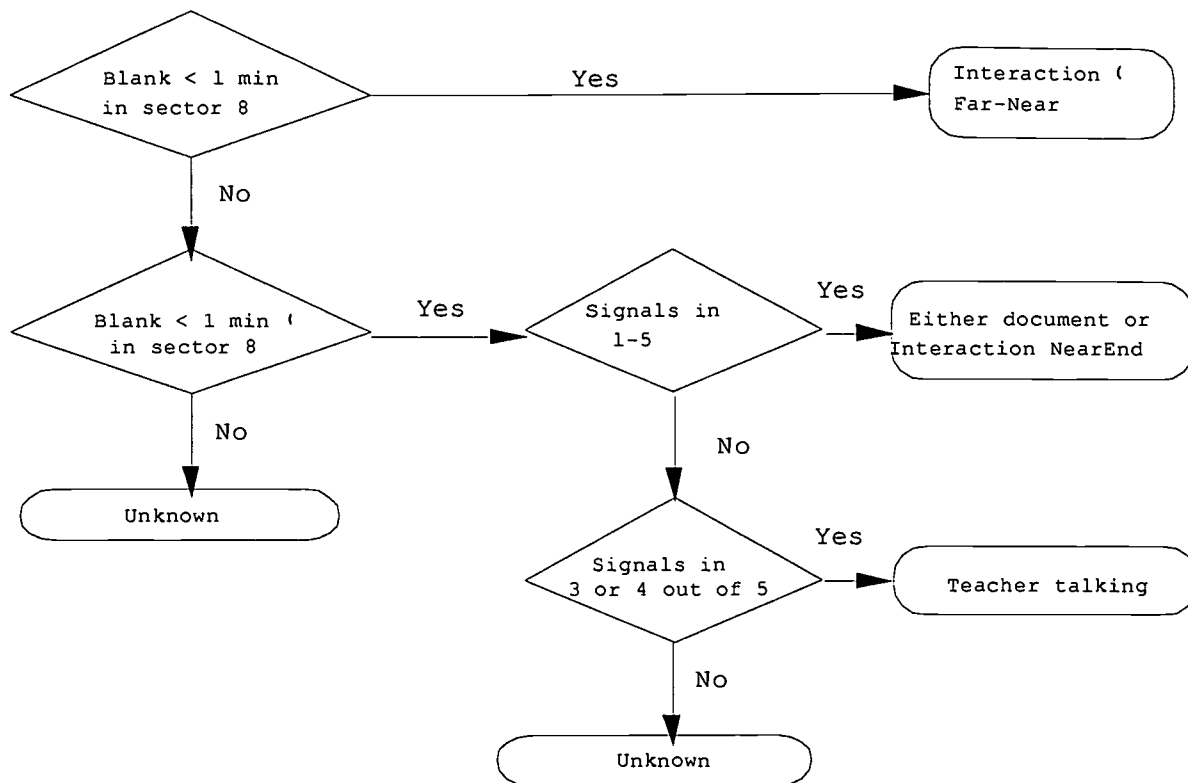 Blank < 1 min
in sector 8
Yes
Interaction (
Far-Near
No
Blank < 1 min (
in sector 8
Yes
Signals in
1-5
Yes
Either document or
Interaction NearEnd
No
No
Unknown
Signals in
3 or 4 out of 5
Yes
Teacher talking
No
Unknown